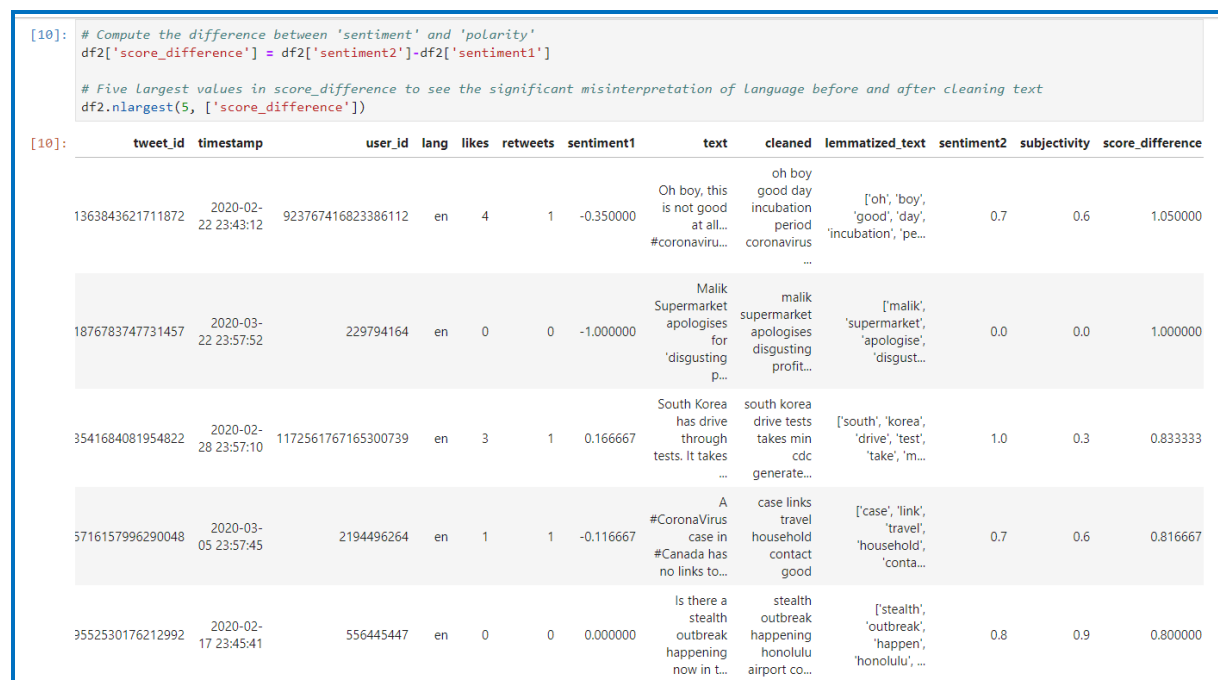 [10]: # Compute the difference between 'sentiment' and 'polarity'
df2['score_difference'] = df2['sentiment2']-df2['sentiment1']
# Five largest values in score_difference to see the significant misinterpretation of language before and after cleaning text
df2.nlargest(5, ['score_difference'])
[10]: tweet_id timestamp user_id lang likes retweets sentiment1 text cleaned lemmatized_text sentiment2 subjectivity score_difference
1363843621711872 2020-02-
22 23:43:12 923767416823386112 en 4 1 -0.350000 Oh boy, this
is not good
at all...
#coronaviru... oh boy
good day
incubation
period
coronavirus
... ['oh', 'boy',
'good', 'day',
'incubation', 'pe... 0.7 0.6 1.050000
1876783747731457 2020-03-
22 23:57:52 229794164 en 0 0 -1.000000 Malik
Supermarket
apologises
for
'disgusting
p... malik
supermarket
apologises
disgusting
profit... ['malik',
'supermarket',
'apologise',
'disgust... 0.0 0.0 1.000000
3541684081954822 2020-02-
28 23:57:10 1172561767165300739 en 3 1 0.166667 South Korea
has drive
through
tests. It takes
... south korea
drive tests
takes min
cdc
generate... ['south', 'korea',
'drive', 'test',
'take', 'm... 1.0 0.3 0.833333
5716157996290048 2020-03-
05 23:57:45 2194496264 en 1 1 -0.116667 A
#CoronaVirus
case in
#Canada has
no links to... case links
travel
household
contact
good ['case', 'link',
'travel',
'household',
'conta... 0.7 0.6 0.816667
9552530176212992 2020-02-
17 23:45:41 556445447 en 0 0 0.000000 Is there a
stealth
outbreak
happening
now in t... stealth
outbreak
happening
honolulu
airport co... ['stealth',
'outbreak',
'happen',
'honolulu', ... 0.8 0.9 0.800000